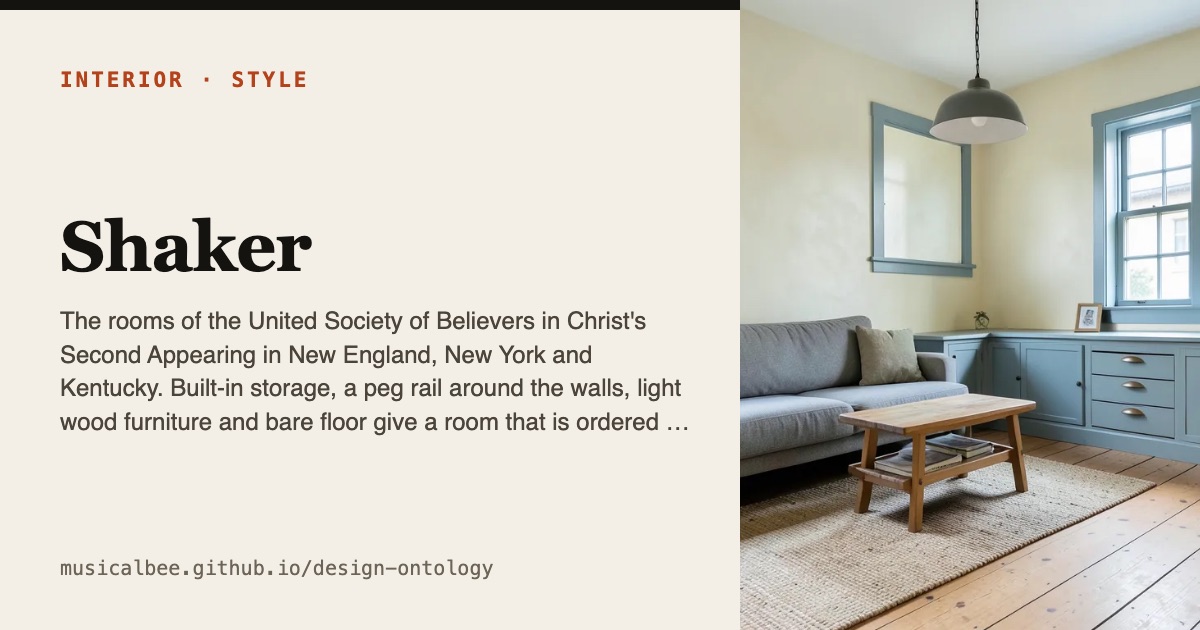 INTERIOR · STYLE
Shaker
The rooms of the United Society of Believers in Christ's
Second Appearing in New England, New York and
Kentucky. Built-in storage, a peg rail around the walls, light
wood furniture and bare floor give a room that is ordered …
musicalbee.github.io/design-ontology